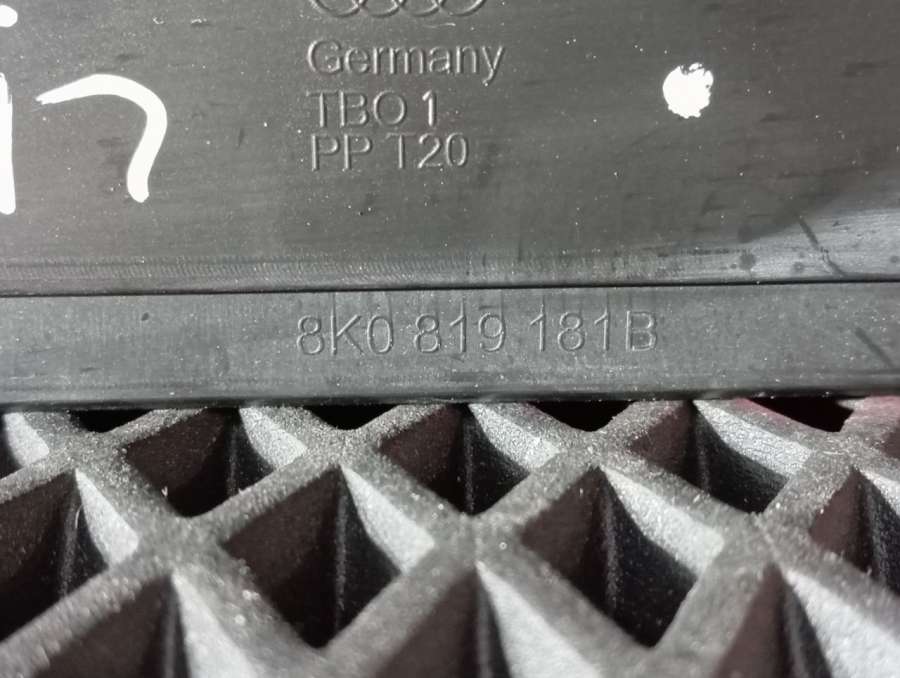 Germany
TBO 1
PP T20
8K0 819 181B